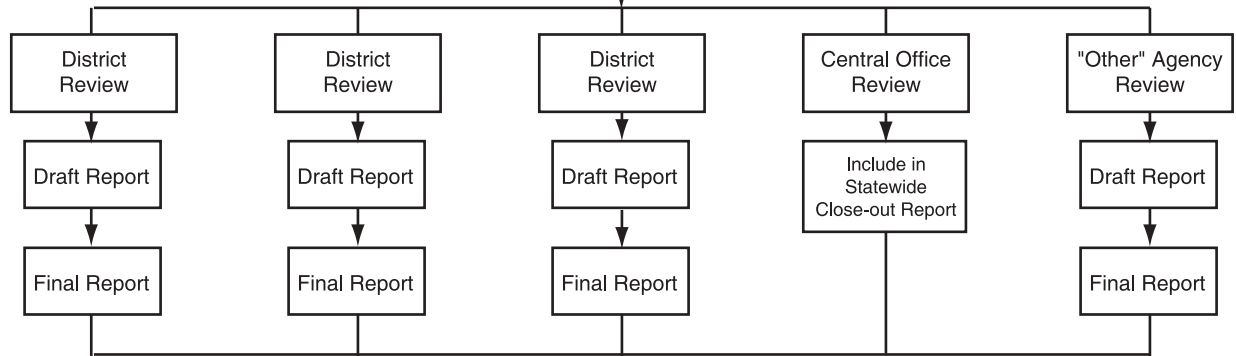 District
Review
District
Review
District
Review
Central Office
Review
"Other" Agency
Review
Draft Report
Draft Report
Draft Report
Include in
Statewide
Close-out Report
Draft Report
Final Report
Final Report
Final Report
Final Report